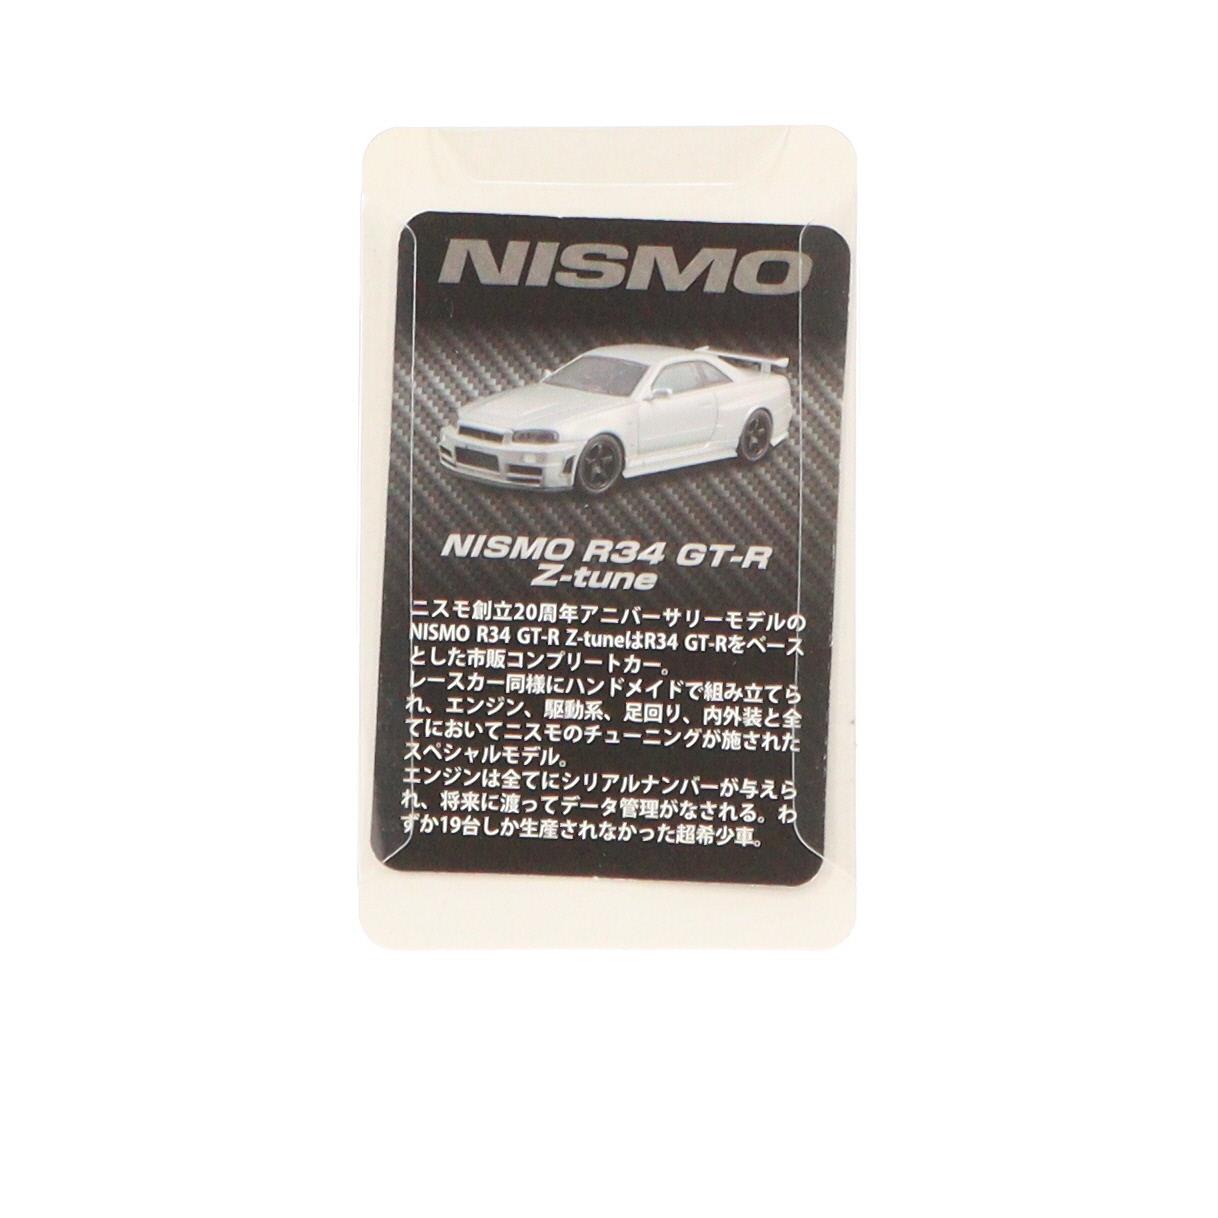 NISMO
NISMO R34 GT-R
Z-tune
ニスモ創立20周年アニバーサリーモデルの
NISMO R34 GT-R Z-tuneはR34 GT-Rをベース
とした市販コンプリートカー。
レースカー同様にハンドメイドで組み立てら
れ、エンジン、駆動系、足回り、内外装と全
てにおいてニスモのチューニングが施された
スペシャルモデル。
エンジンは全てにシリアルナンバーが与えら
れ、将来に渡ってデータ管理がなされる。わ
ずか19台しか生産されなかった超希少車。